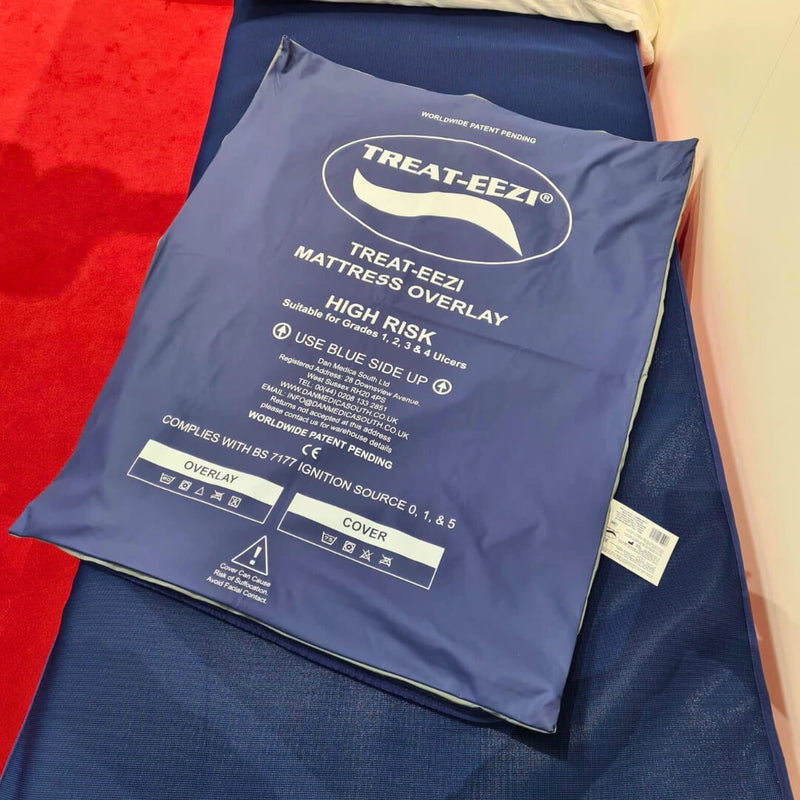 WORLDWIDE PATENT PENDING
TREAT-EEZI®
TREAT-EEZI
MATTRESS OVERLAY
HIGH RISK
Suitable for Grades 1, 2, 3 & 4 Ulcers
USE BLUE SIDE UP
Dan Medica South Ltd
Registered Address: 28 Downsview Avenue,
West Sussex RH20 4PS
TEL: 00(44) 0208 133 2851
WWW.DANMEDICASOUTH.CO.UK
EMAIL: INFO@DANMEDICASOUTH.CO.UK
Returns not accepted at this address
please contact us for warehouse details
WORLDWIDE PATENT PENDING
CE
COMPLIES WITH BS 7177 IGNITION SOURCE 0, 1, & 5
OVERLAY
COVER
Cover Can Cause
Risk of Suffocation.
Avoid Facial Contact.